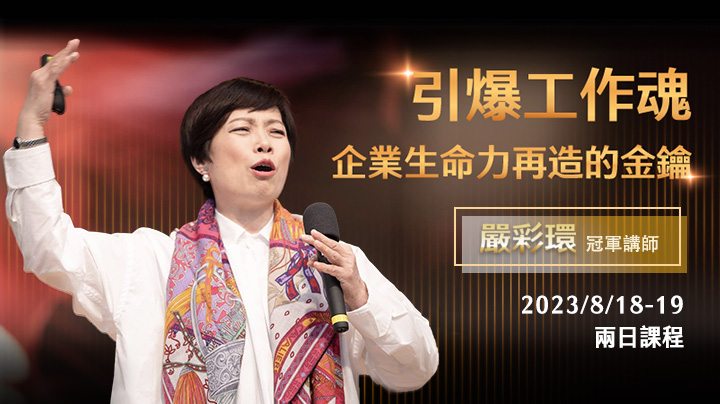 引爆工作魂
企業生命力再造的金鑰
嚴彩環 冠軍講師
2023/8/18-19
兩日課程